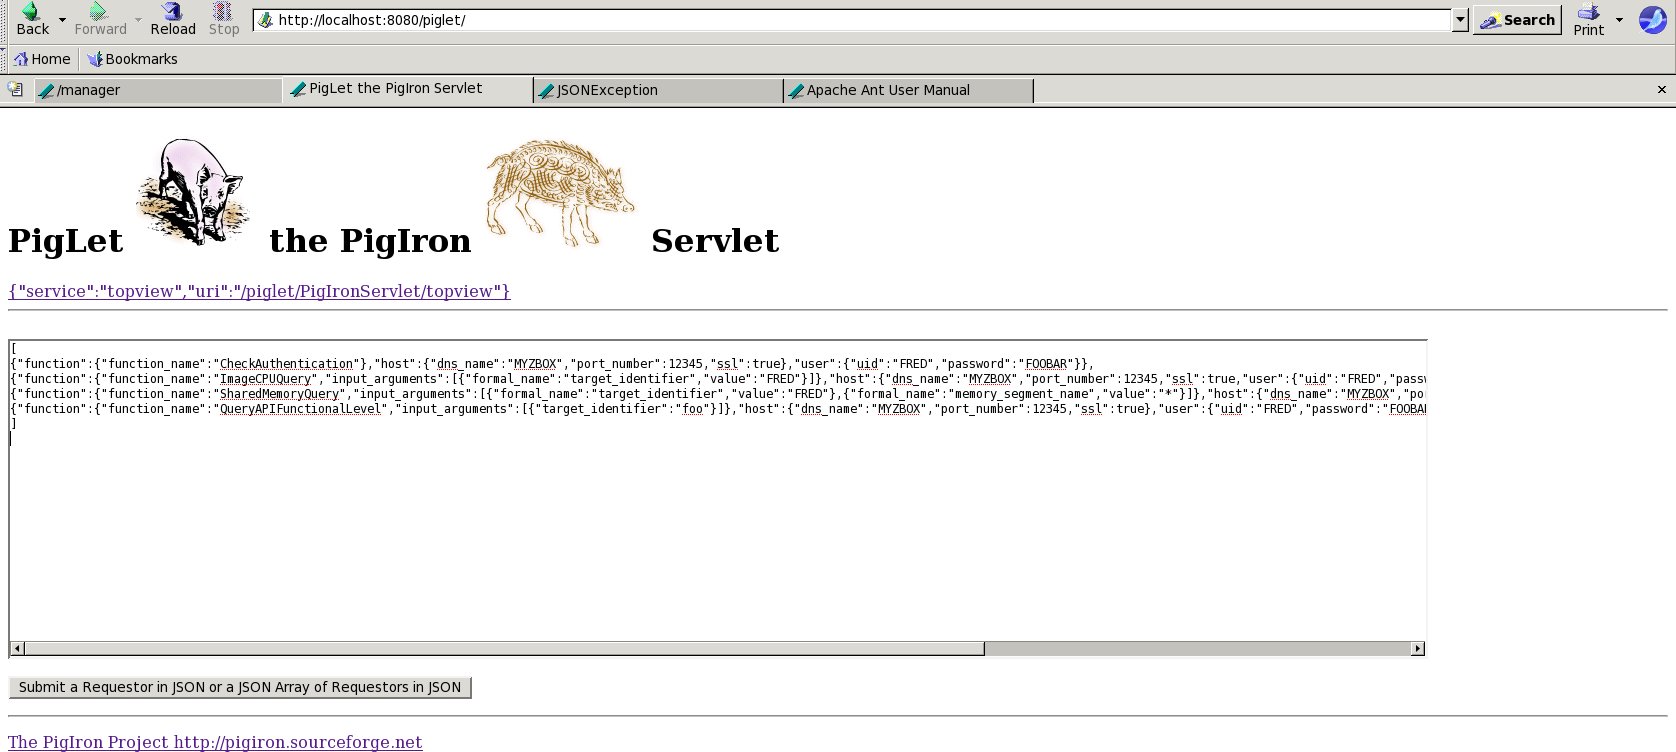 Back Forward Reload Stop http://localhost:8080/piglet/ Search Print
Home Bookmarks
/manager PigLet the PigIron Servlet JSONException Apache Ant User Manual ×
PigLet the PigIron Servlet
{"service":"topview","uri":"/piglet/PigIronServlet/topview"}
[
{"function":{"function_name":"CheckAuthentication"},"host":{"dns_name":"MYZBOX","port_number":12345,"ssl":true},"user":{"uid":"FRED","password":"FOOBAR"}},
{"function":{"function_name":"ImageCPUQuery","input_arguments":[{"formal_name":"target_identifier","value":"FRED"}]},"host":{"dns_name":"MYZBOX","port_number":12345,"ssl":true,"user":{"uid":"FRED","passw
{"function":{"function_name":"SharedMemoryQuery","input_arguments":[{"formal_name":"target_identifier","value":"FRED"},{"formal_name":"memory_segment_name","value":"*"}]},"host":{"dns_name":"MYZBOX","por
{"function":{"function_name":"QueryAPIFunctionalLevel","input_arguments":[{"target_identifier":"foo"}]},"host":{"dns_name":"MYZBOX","port_number":12345,"ssl":true},"user":{"uid":"FRED","password":"FOOBAR
]
Submit a Requestor in JSON or a JSON Array of Requestors in JSON
The PigIron Project http://pigiron.sourceforge.net